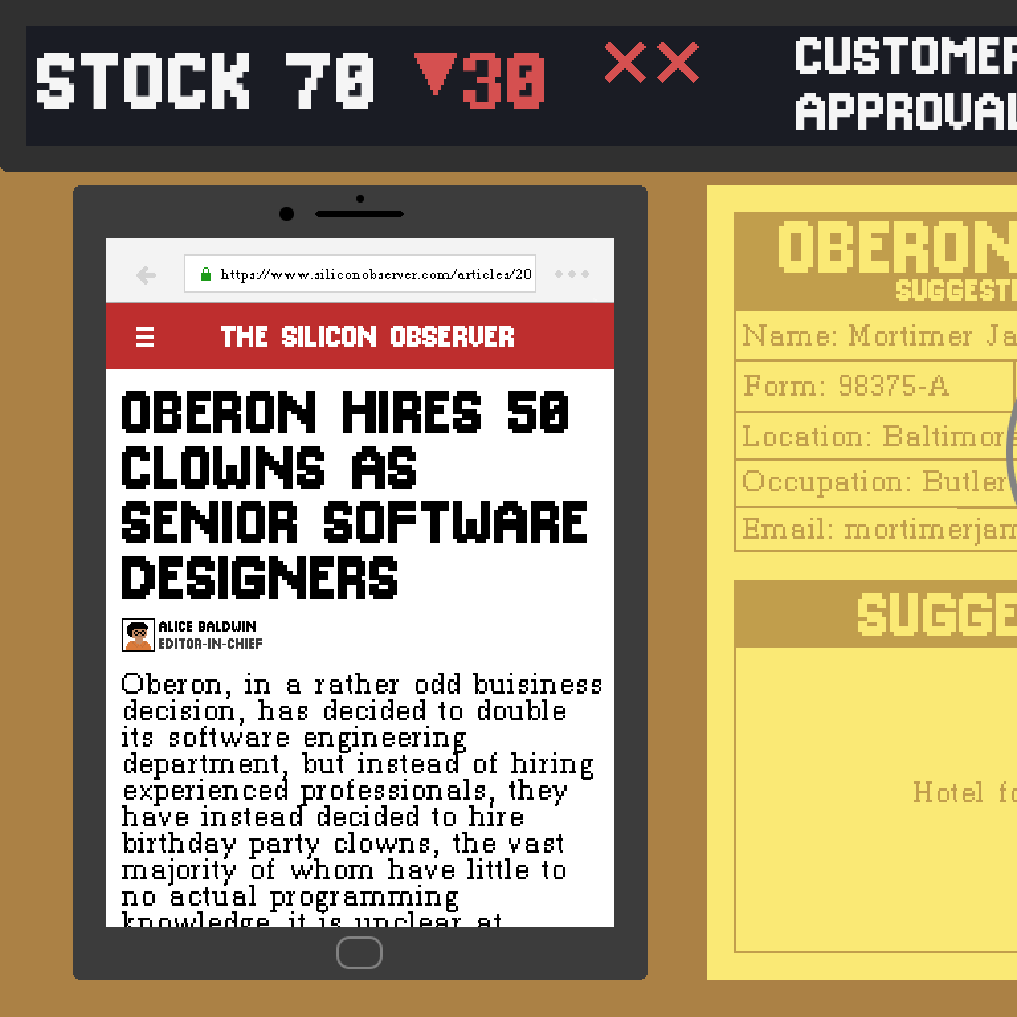 STOCK 70 ▼30 ✕✕
CUSTOMER
APPROVAL
https://www.siliconobserver.com/articles/20
THE SILICON OBSERVER
OBERON HIRES 50
CLOWNS AS
SENIOR SOFTWARE
DESIGNERS
ALICE BALDWIN
EDITOR-IN-CHIEF
Oberon, in a rather odd buisiness
decision, has decided to double
its software engineering
department, but instead of hiring
experienced professionals, they
have instead decided to hire
birthday party clowns, the vast
majority of whom have little to
no actual programming
knowledge it is unclear at
OBERON
SUGGESTI
Name: Mortimer Ja
Form: 98375-A
Location: Baltimore
Occupation: Butler
Email: mortimerjam
SUGGE
Hotel fo